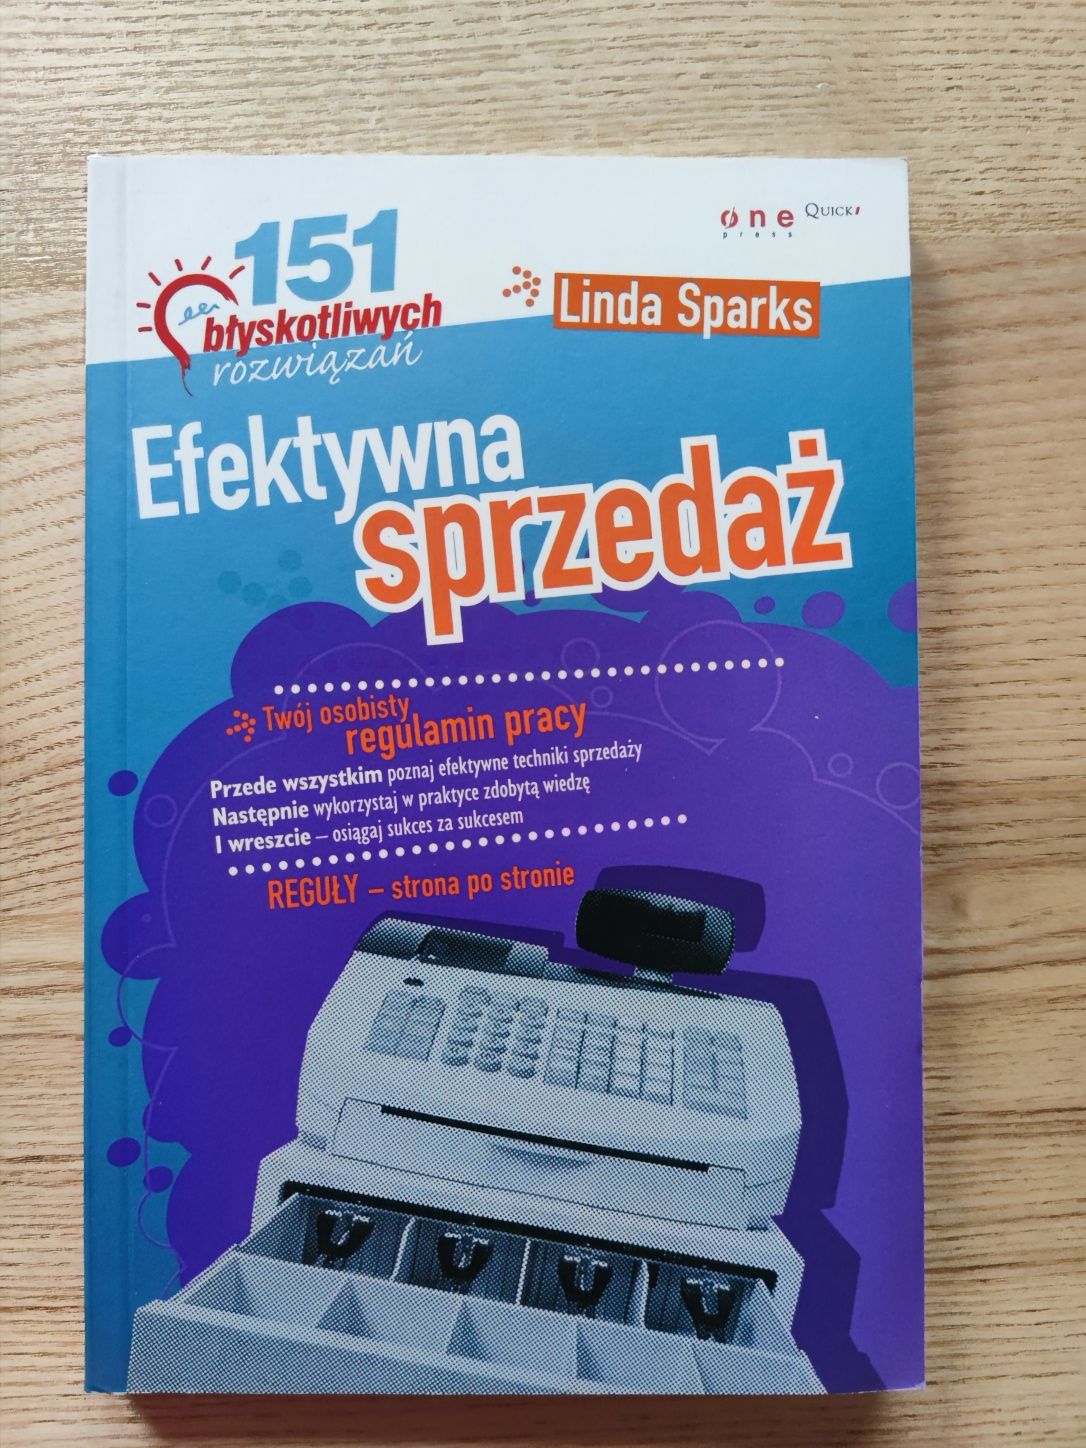 151
błyskotliwych
rozwiązań
one
press
Quick
Linda Sparks
Efektywna
sprzedaż
Twój osobisty
regulamin pracy
Przede wszystkim poznaj efektywne techniki sprzedaży
Następnie wykorzystaj w praktyce zdobytą wiedzę
I wreszcie – osiągaj sukces za sukcesem
REGUŁY – strona po stronie